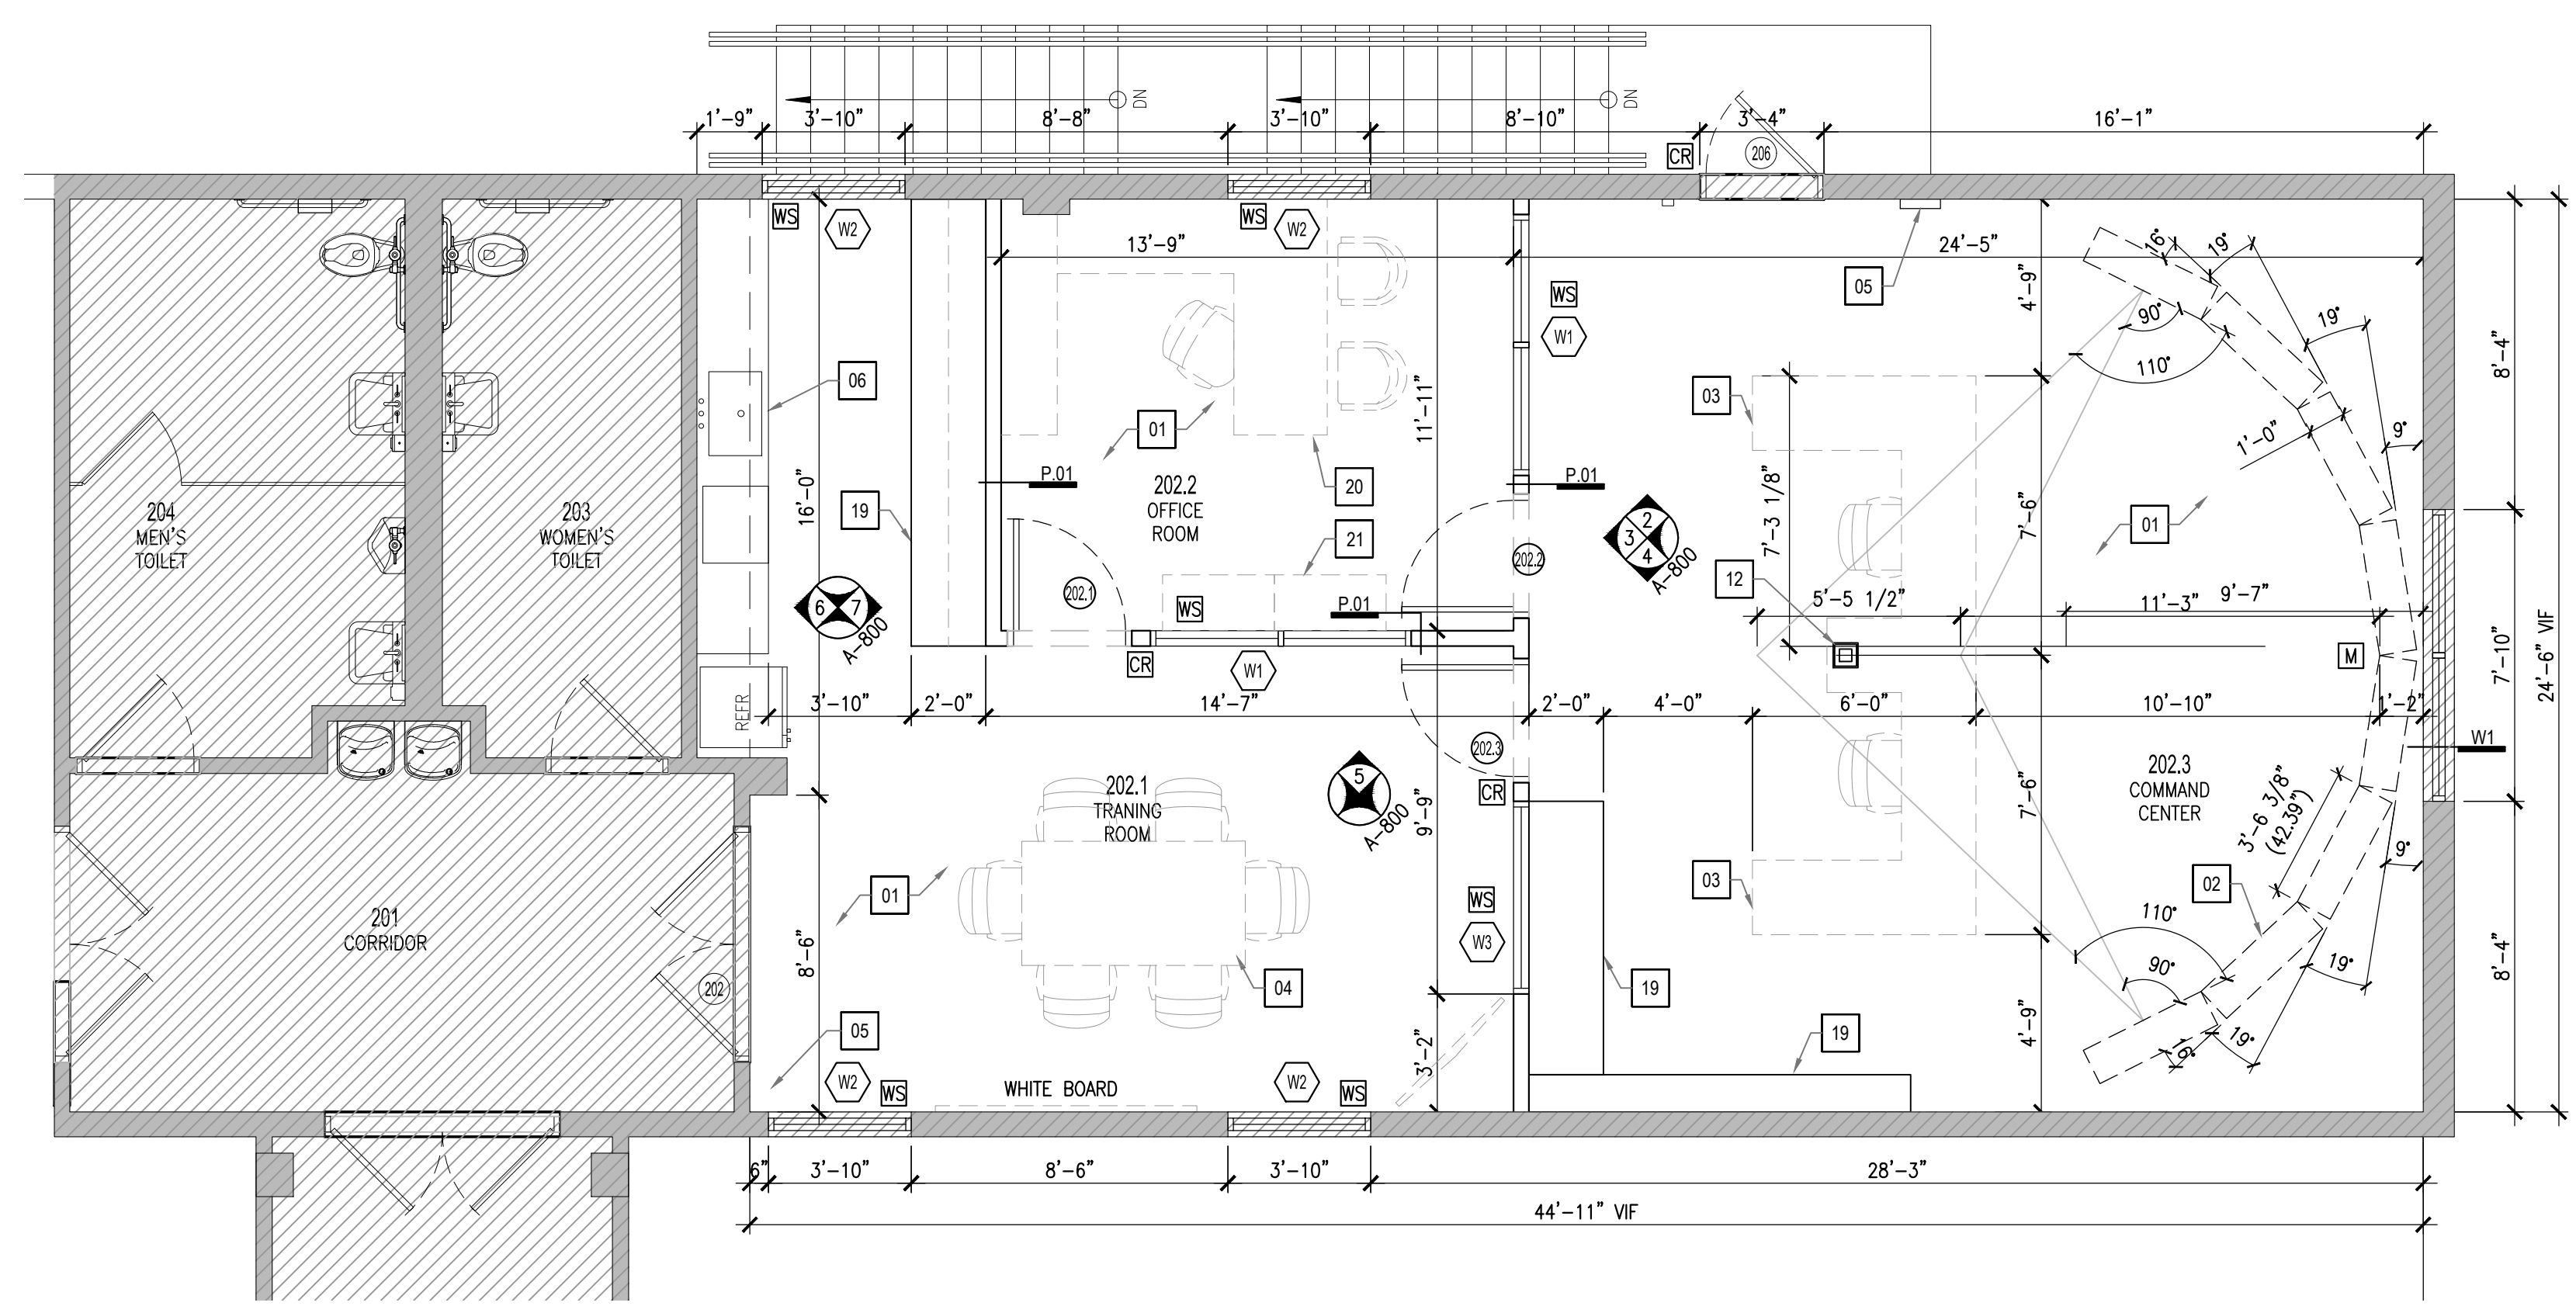 DN
DN
1'-9"
3'-10"
8'-8"
3'-10"
8'-10"
3'-4"
16'-1"
CR
206
WS
W2
WS
W2
13'-9"
24'-5"
16°
19°
05
4'-9"
WS
W1
90°
19°
110°
8'-4"
06
03
11'-11"
01
1'-0"
9°
P.01
P.01
20
202.2
OFFICE
ROOM
16'-0"
19
7'-3 1/8"
7'-6"
204
MEN'S
TOILET
203
WOMEN'S
TOILET
2
3
4
A-800
01
21
202.2
12
202.1
WS
P.01
5'-5 1/2"
11'-3"
9'-7"
6
7
A-800
CR
W1
M
7'-10"
24'-6" VIF
REFR
3'-10"
2'-0"
14'-7"
2'-0"
4'-0"
6'-0"
10'-10"
1'-2"
202.3
W1
202.1
TRANING
ROOM
5
A-800
CR
9'-9"
7'-6"
202.3
COMMAND
CENTER
3'-6 3/8"
(42.39")
9°
01
03
02
WS
W3
110°
201
CORRIDOR
8'-6"
90°
19°
8'-4"
202
04
19
4'-9"
05
19
3'-2"
16°
19°
W2
WS
WHITE BOARD
W2
WS
6"
3'-10"
8'-6"
3'-10"
28'-3"
44'-11" VIF